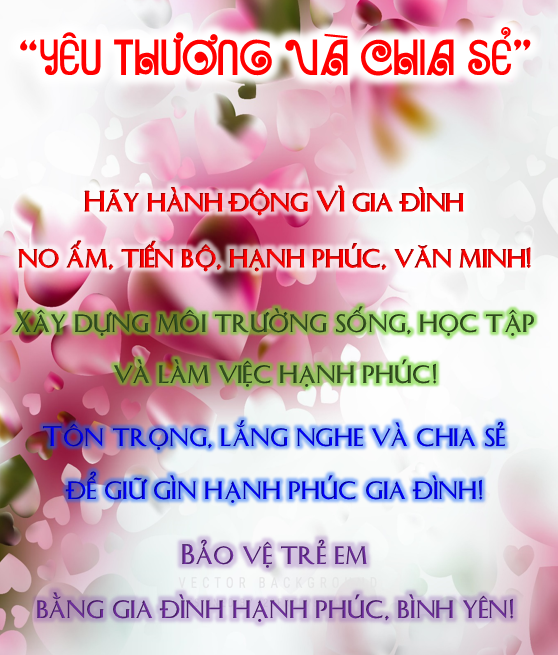 “YÊU THƯƠNG VÀ CHIA SẺ”
HÃY HÀNH ĐỘNG VÌ GIA ĐÌNH
NO ẤM, TIẾN BỘ, HẠNH PHÚC, VĂN MINH!
XÂY DỰNG MÔI TRƯỜNG SỐNG, HỌC TẬP
VÀ LÀM VIỆC HẠNH PHÚC!
TÔN TRỌNG, LẮNG NGHE VÀ CHIA SẺ
ĐỂ GIỮ GÌN HẠNH PHÚC GIA ĐÌNH!
BẢO VỆ TRẺ EM
VECTOR BACKGROUND
BẰNG GIA ĐÌNH HẠNH PHÚC, BÌNH YÊN!